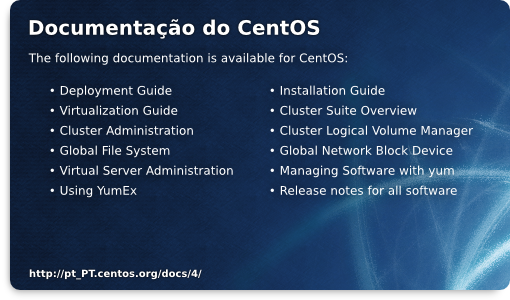 Documentação do CentOS
The following documentation is available for CentOS:
• Deployment Guide
• Virtualization Guide
• Cluster Administration
• Global File System
• Virtual Server Administration
• Using YumEx
• Installation Guide
• Cluster Suite Overview
• Cluster Logical Volume Manager
• Global Network Block Device
• Managing Software with yum
• Release notes for all software
http://pt_PT.centos.org/docs/4/